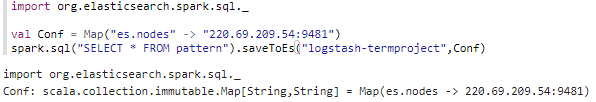 import org.elasticsearch.spark.sql._
val Conf = Map("es.nodes" -> "220.69.209.54:9481")
spark.sql("SELECT * FROM pattern").saveToEs("logstash-termproject",Conf)
import org.elasticsearch.spark.sql._
Conf: scala.collection.immutable.Map[String,String] = Map(es.nodes -> 220.69.209.54:9481)